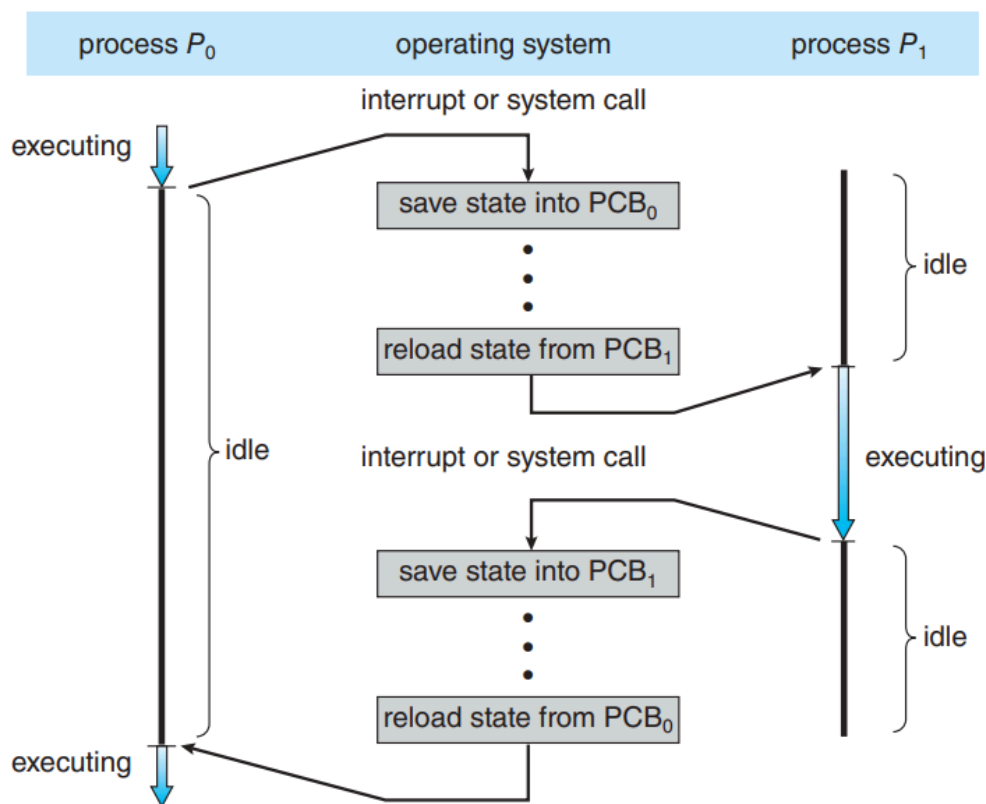 process P₀ operating system process P₁
interrupt or system call
executing
save state into PCB₀
idle
reload state from PCB₁
idle
interrupt or system call
executing
save state into PCB₁
idle
reload state from PCB₀
executing